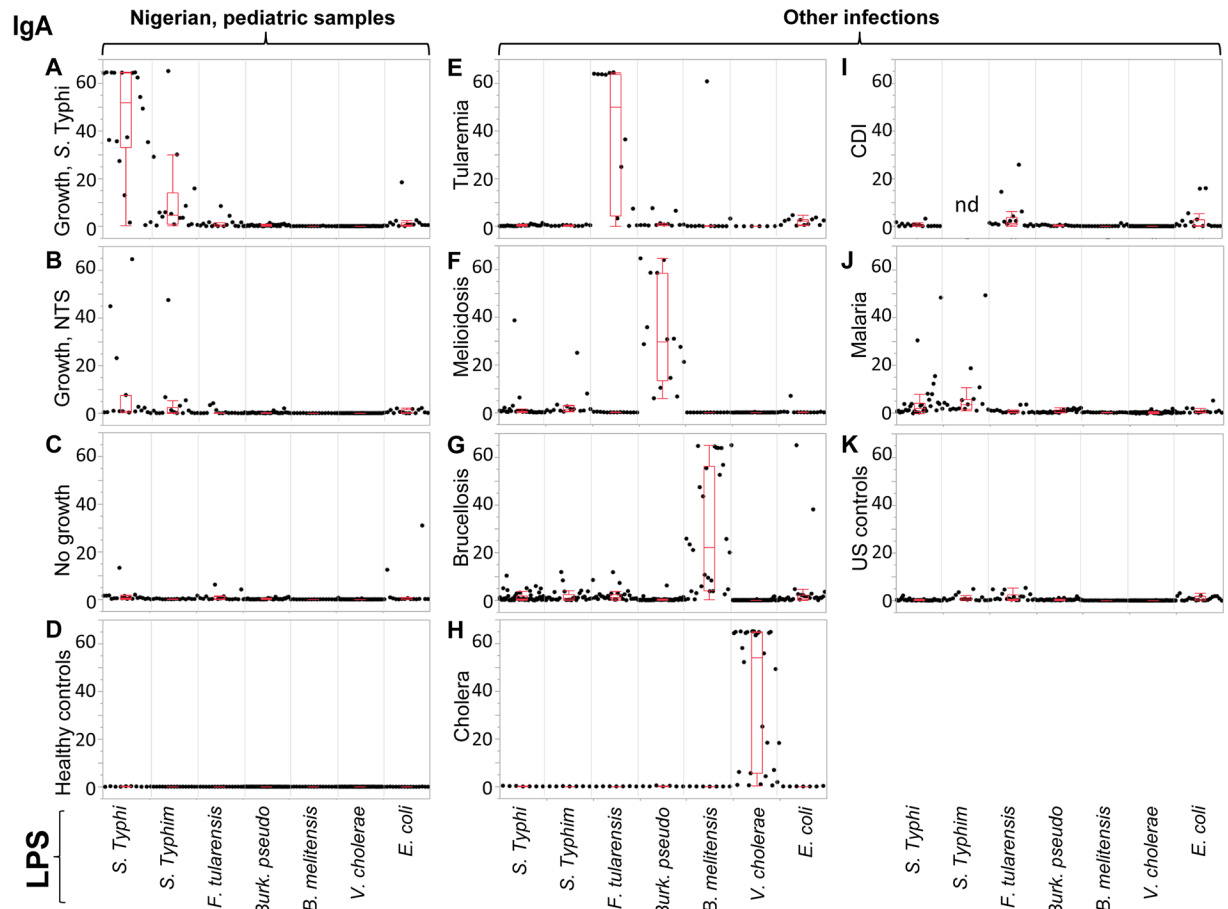 IgA
Nigerian, pediatric samples
Other infections
A
Growth, S. Typhi
60
40
20
0
B
Growth, NTS
60
40
20
0
C
No growth
60
40
20
0
D
Healthy controls
60
40
20
0
E
Tularemia
60
40
20
0
F
Melioidosis
60
40
20
0
G
Brucellosis
60
40
20
0
H
Cholera
60
40
20
0
I
CDI
60
40
20
0
nd
J
Malaria
60
40
20
0
K
US controls
60
40
20
0
LPS
S. Typhi
S. Typhim
F. tularensis
Burk. pseudo
B. melitensis
V. cholerae
E. coli
S. Typhi
S. Typhim
F. tularensis
Burk. pseudo
B. melitensis
V. cholerae
E. coli
S. Typhi
S. Typhim
F. tularensis
Burk. pseudo
B. melitensis
V. cholerae
E. coli